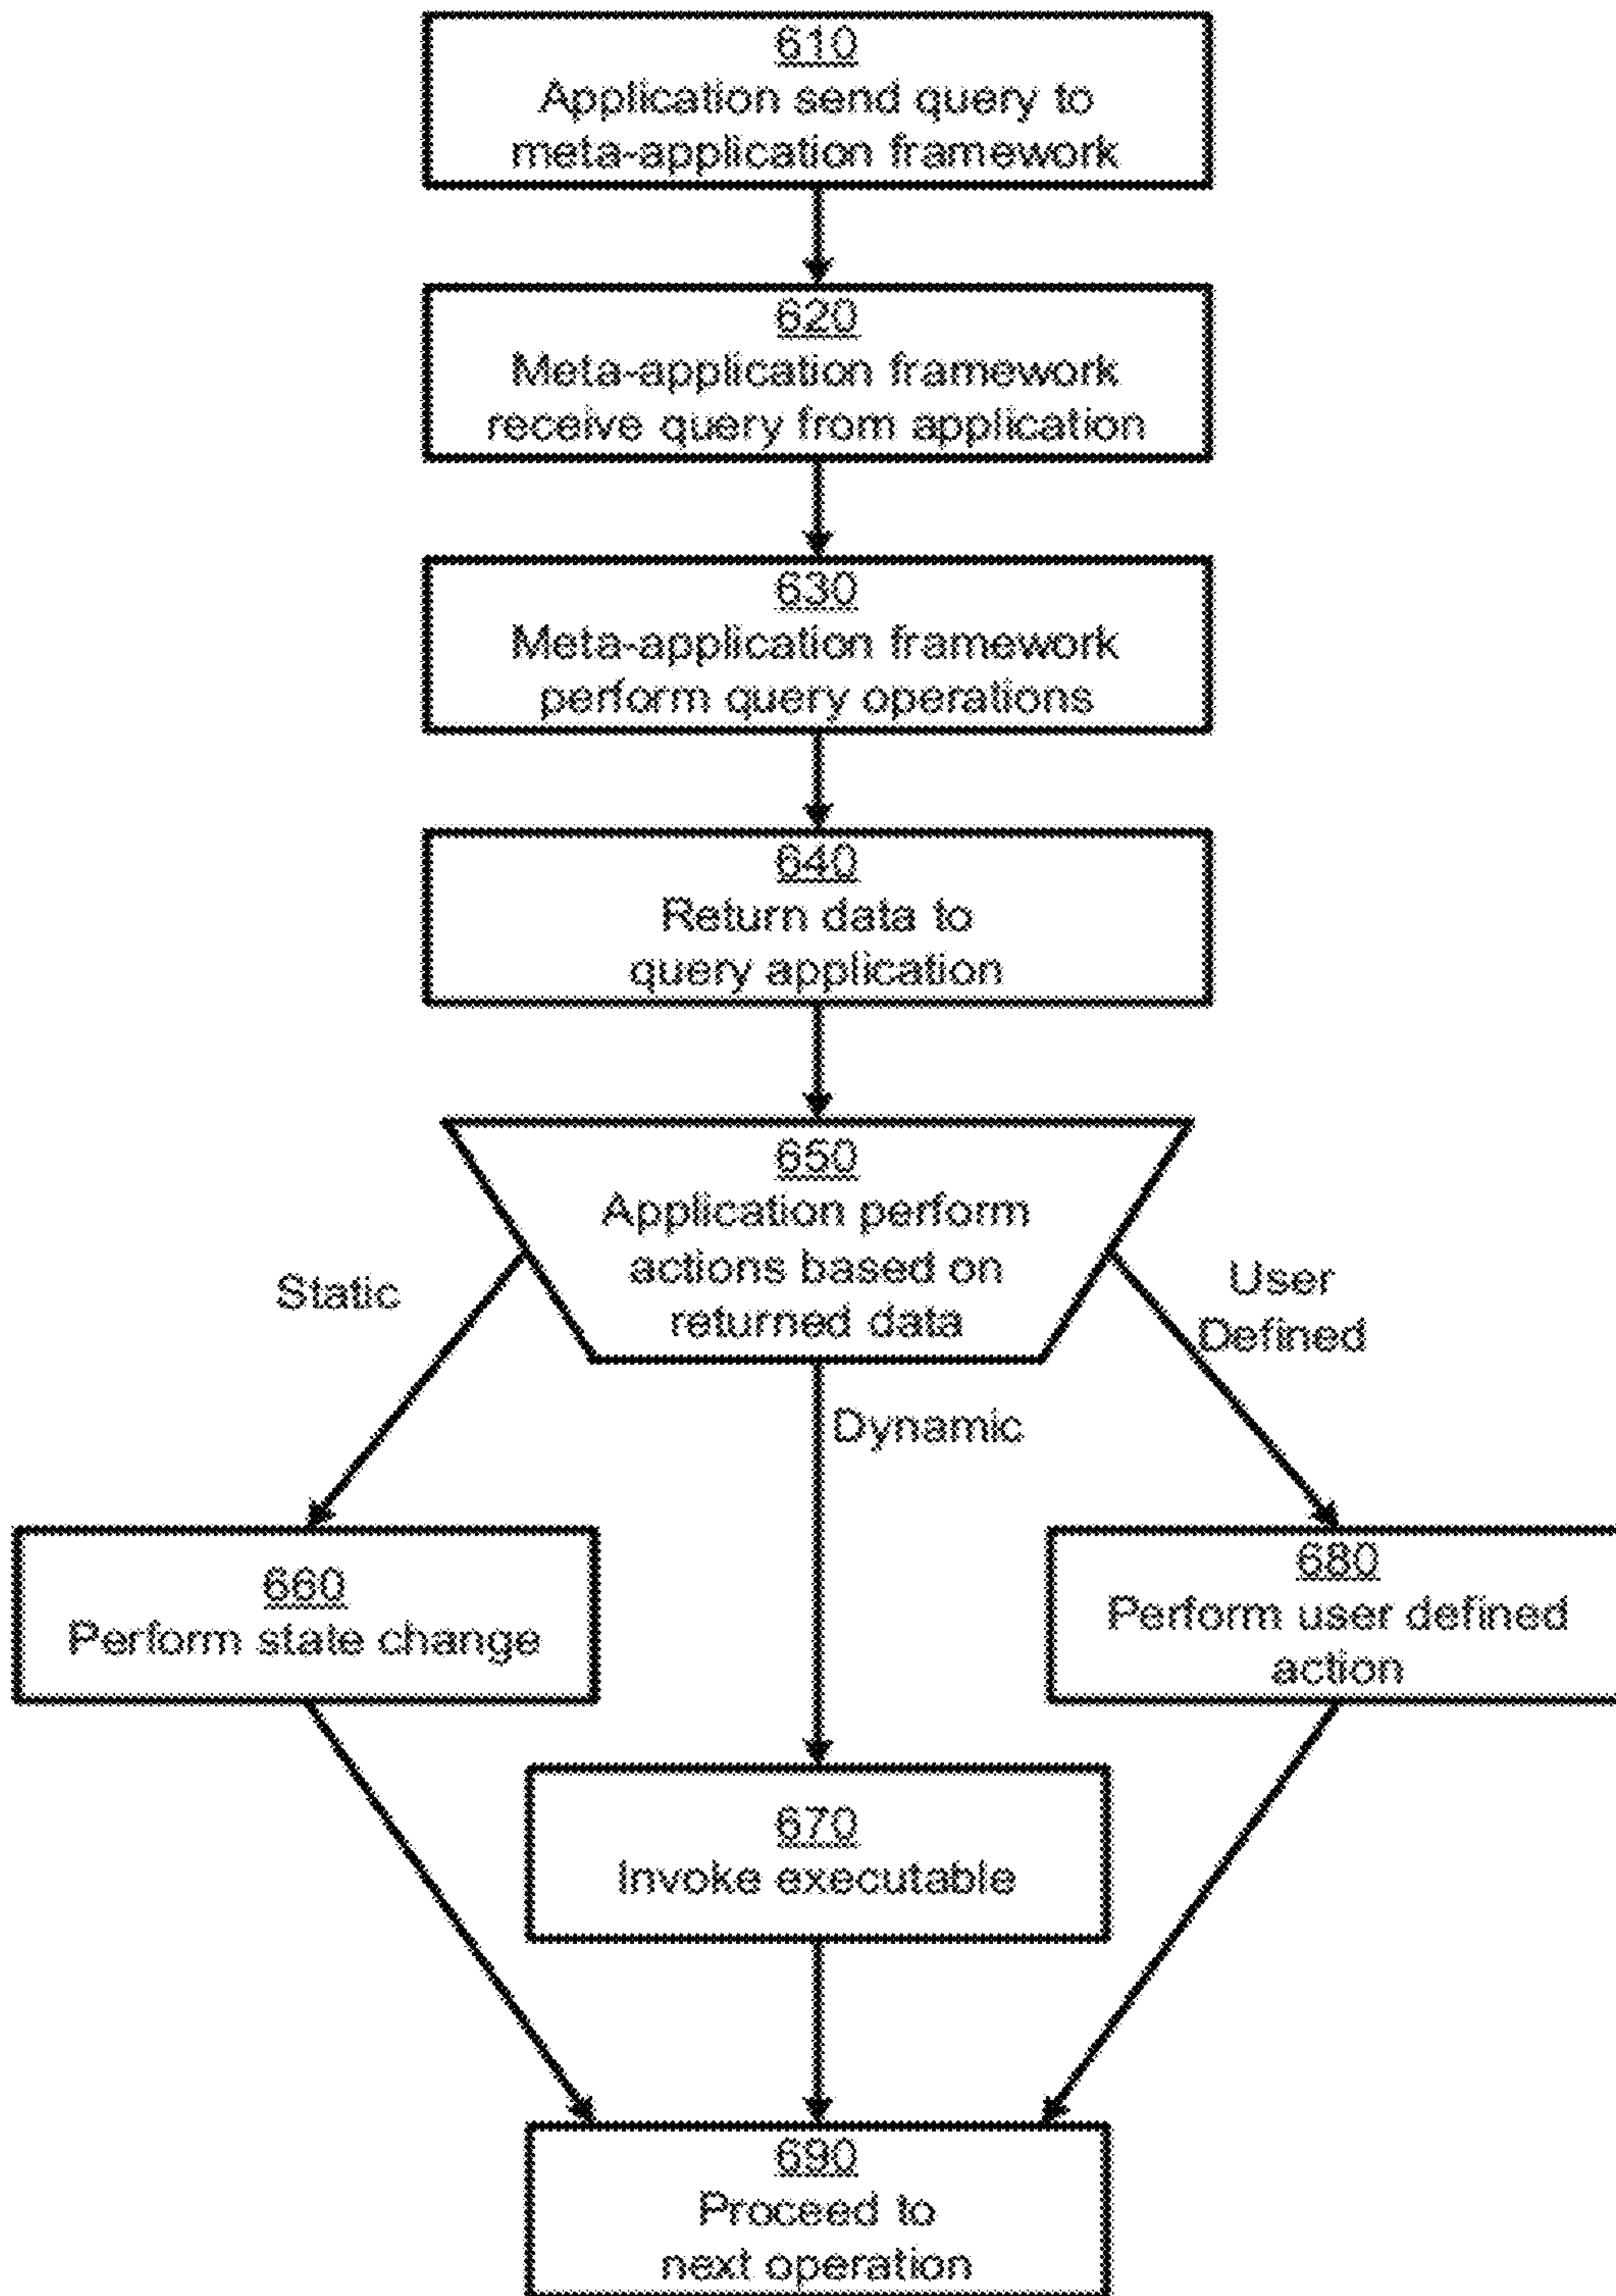 610
Application send query to
meta-application framework
620
Meta-application framework
receive query from application
630
Meta-application framework
perform query operations
640
Return data to
query application
650
Application perform
actions based on
returned data
Static
User
Defined
Dynamic
660
Perform state change
680
Perform user defined
action
670
Invoke executable
690
Proceed to
next operation